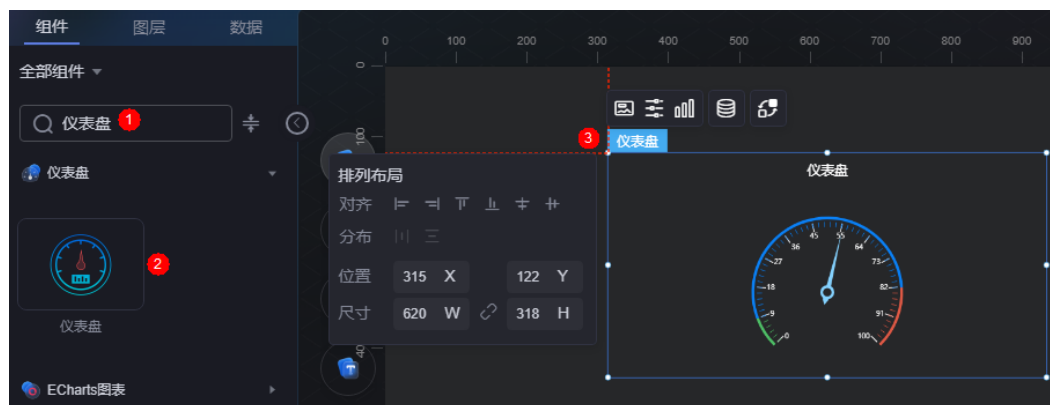 组件 图层 数据
全部组件
仪表盘 1
仪表盘
2
仪表盘
ECharts图表
0 100 200 300 400 500 600 700 800 900
0
100
3 仪表盘
排列布局
对齐
分布
位置 315 X 122 Y
尺寸 620 W 318 H
仪表盘
0 9 18 27 36 45 55 64 73 82 91 100
T